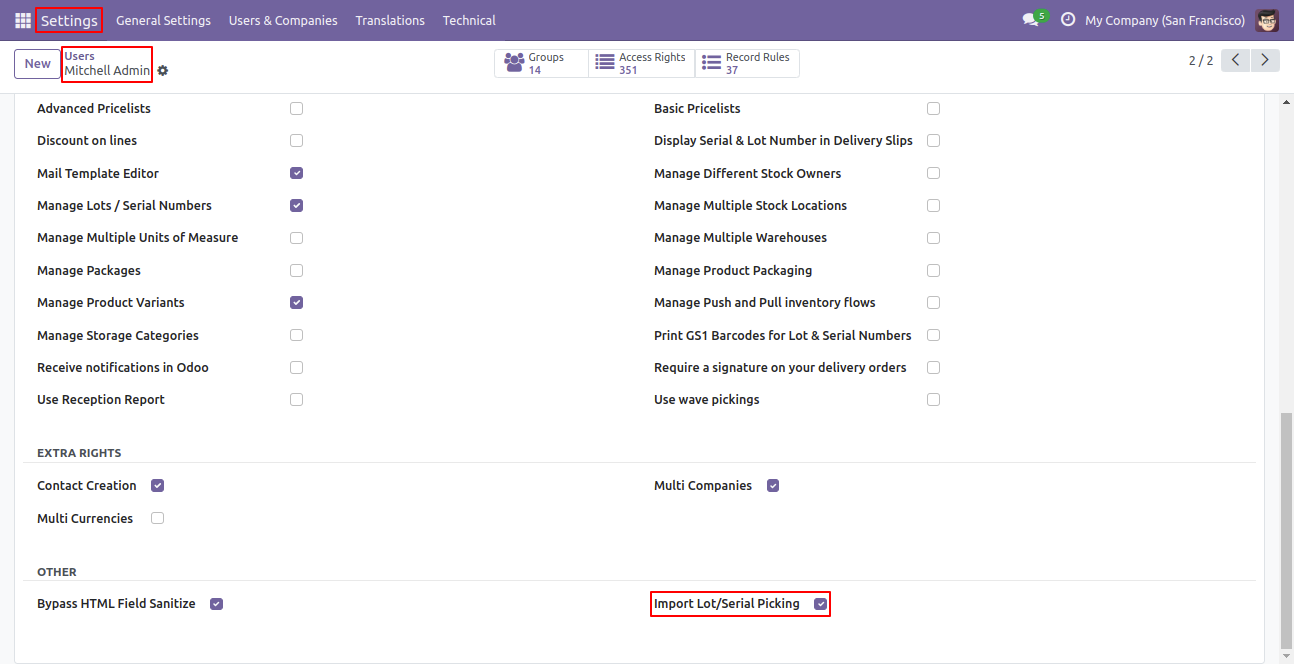 Settings General Settings Users & Companies Translations Technical 5 My Company (San Francisco)
New Users Groups Access Rights Record Rules 2 / 2
Mitchell Admin 14 351 37
Advanced Pricelists Basic Pricelists
Discount on lines Display Serial & Lot Number in Delivery Slips
Mail Template Editor Manage Different Stock Owners
Manage Lots / Serial Numbers Manage Multiple Stock Locations
Manage Multiple Units of Measure Manage Multiple Warehouses
Manage Packages Manage Product Packaging
Manage Product Variants Manage Push and Pull inventory flows
Manage Storage Categories Print GS1 Barcodes for Lot & Serial Numbers
Receive notifications in Odoo Require a signature on your delivery orders
Use Reception Report Use wave pickings
EXTRA RIGHTS
Contact Creation Multi Companies
Multi Currencies
OTHER
Bypass HTML Field Sanitize Import Lot/Serial Picking